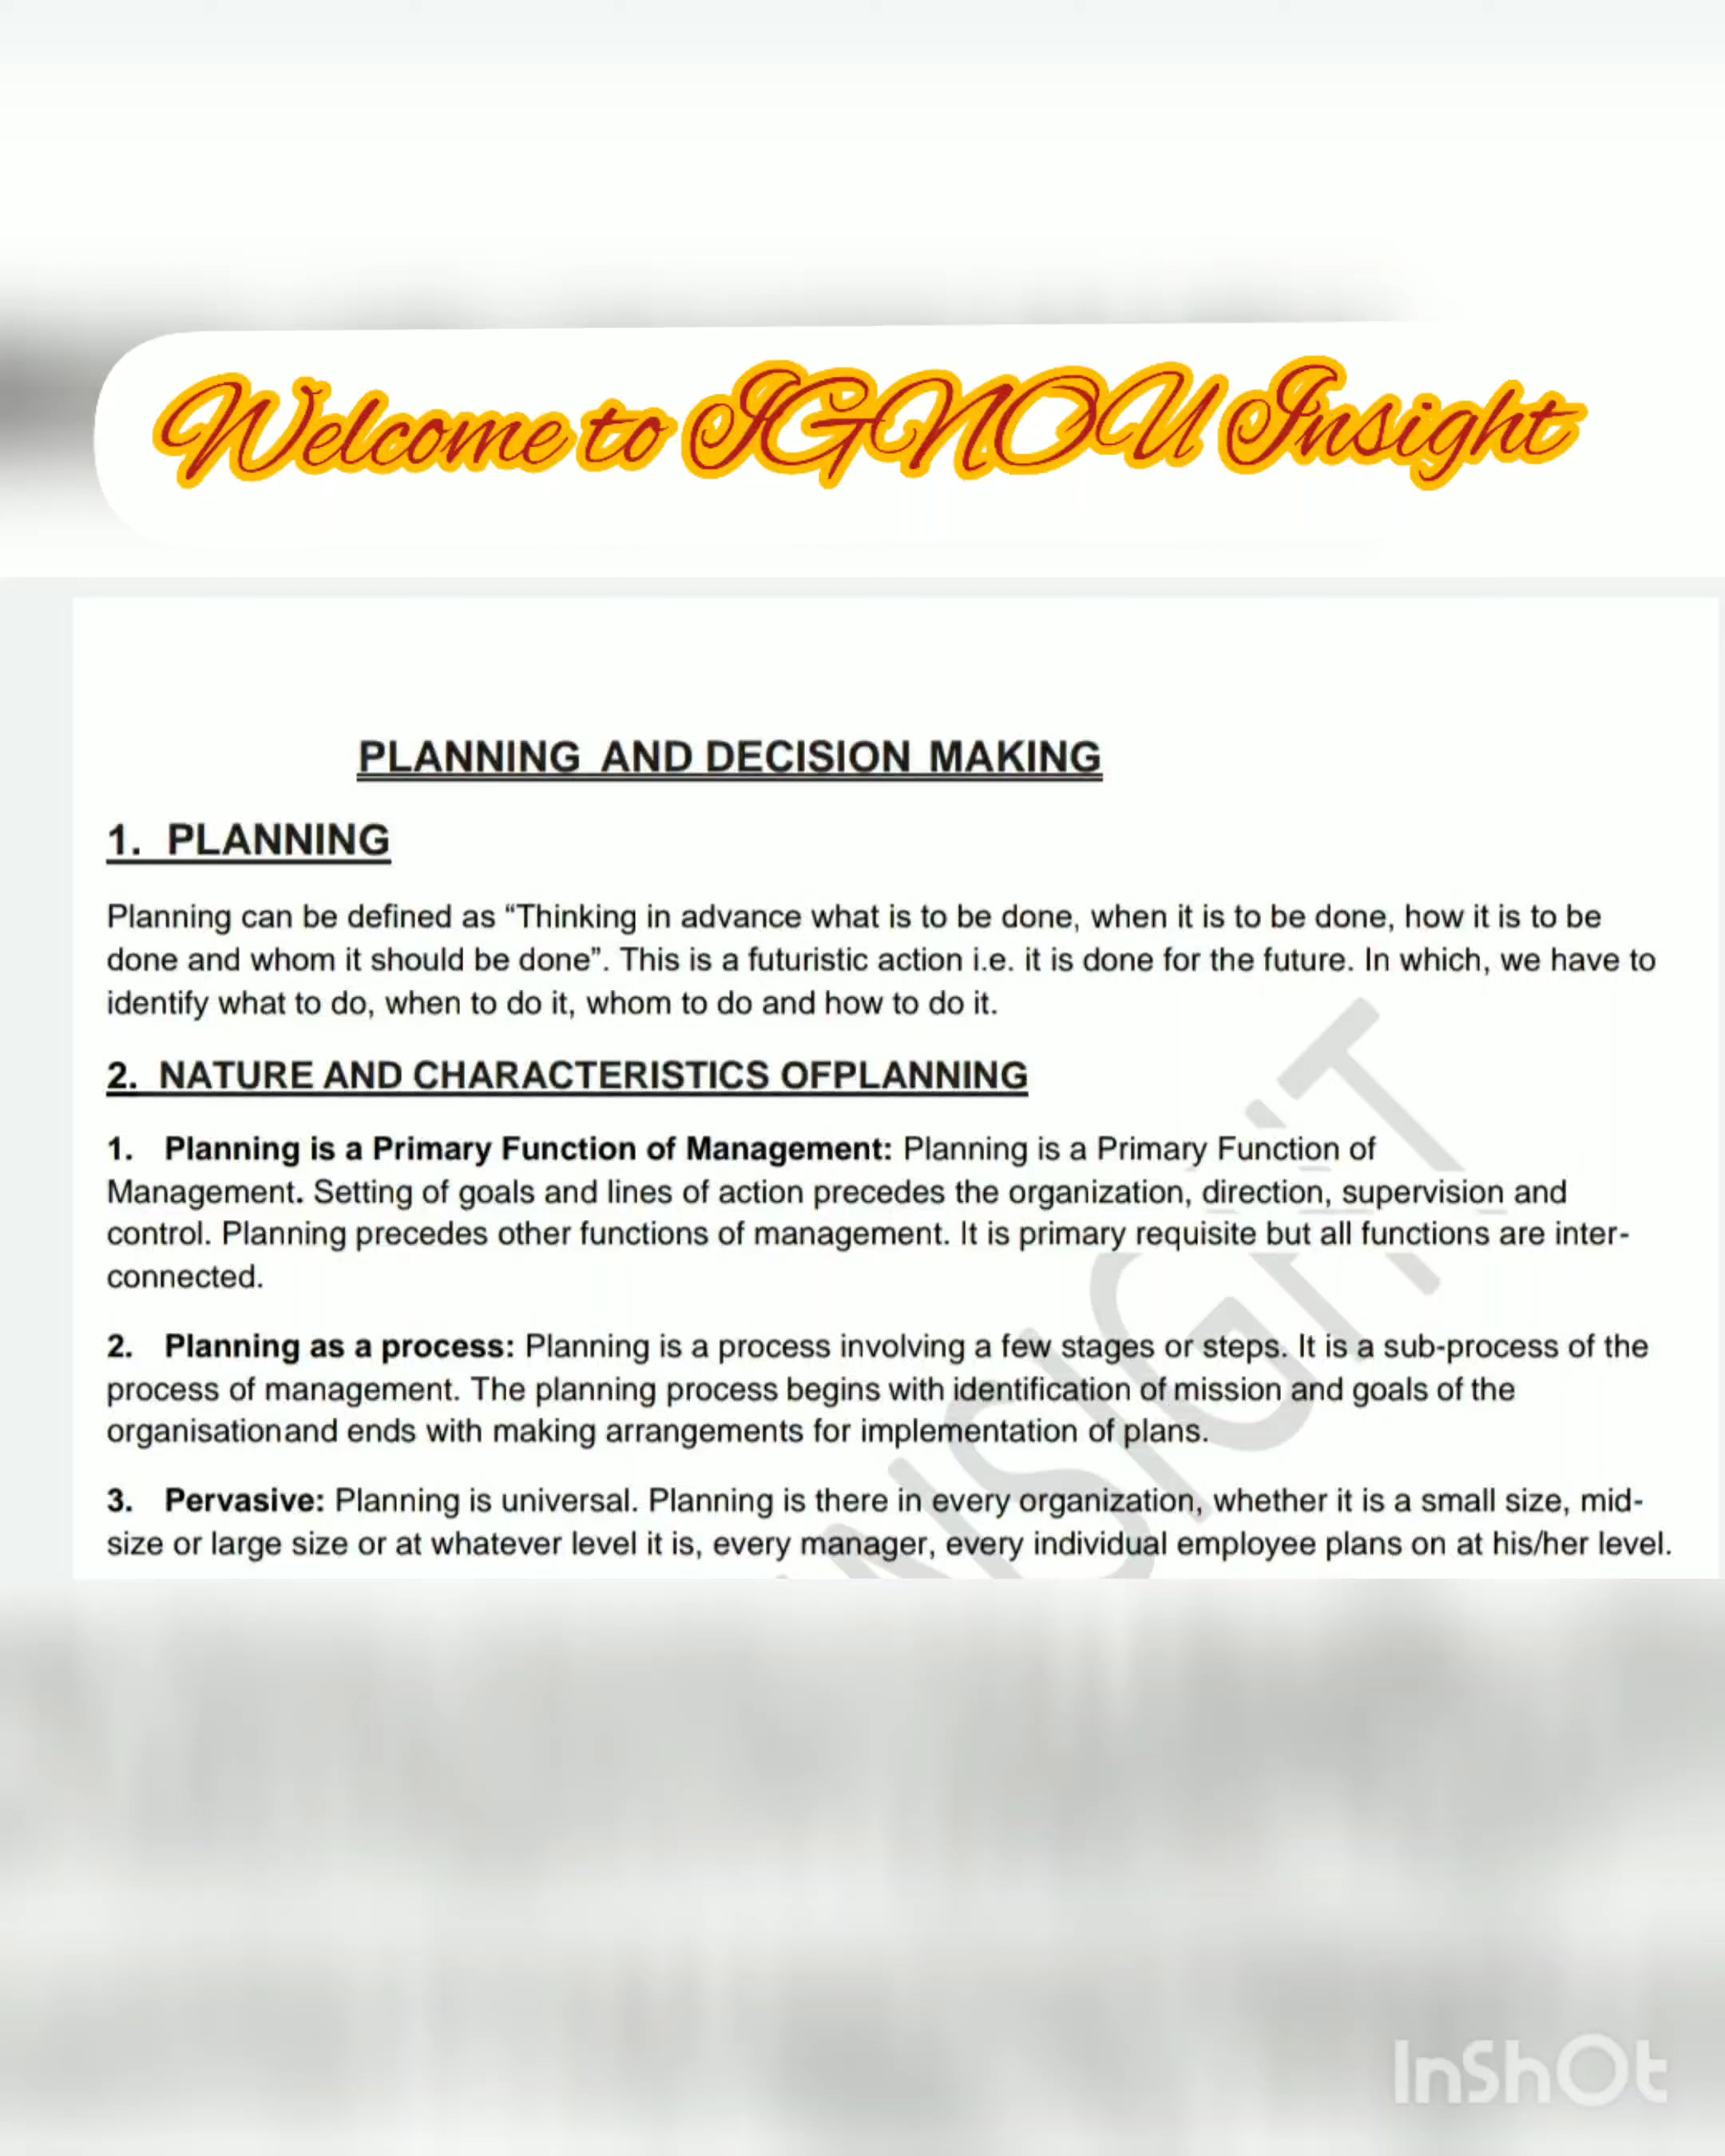 Welcome to IGNOU Insight
PLANNING AND DECISION MAKING
1. PLANNING
Planning can be defined as “Thinking in advance what is to be done, when it is to be done, how it is to be
done and whom it should be done”. This is a futuristic action i.e. it is done for the future. In which, we have to
identify what to do, when to do it, whom to do and how to do it.
2. NATURE AND CHARACTERISTICS OFPLANNING
1. Planning is a Primary Function of Management: Planning is a Primary Function of
Management. Setting of goals and lines of action precedes the organization, direction, supervision and
control. Planning precedes other functions of management. It is primary requisite but all functions are inter-
connected.
2. Planning as a process: Planning is a process involving a few stages or steps. It is a sub-process of the
process of management. The planning process begins with identification of mission and goals of the
organisationand ends with making arrangements for implementation of plans.
3. Pervasive: Planning is universal. Planning is there in every organization, whether it is a small size, mid-
size or large size or at whatever level it is, every manager, every individual employee plans on at his/her level.
INSIGHT
InShOt